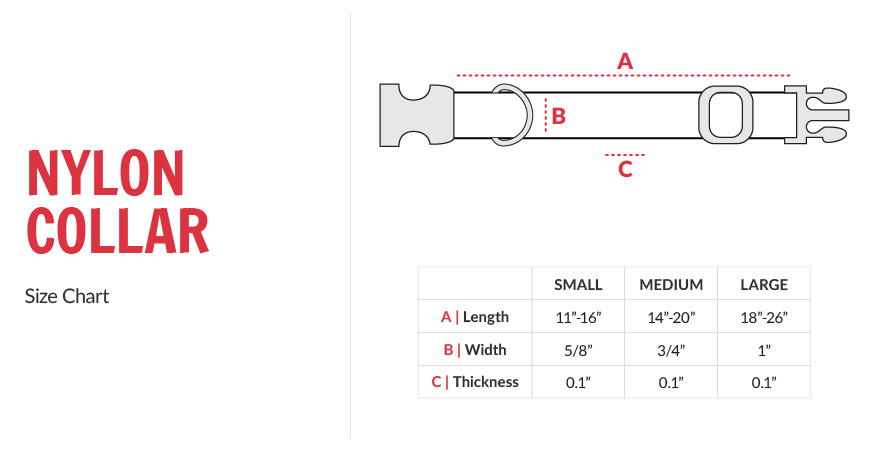 NYLON
COLLAR
Size Chart
A
B
C
SMALL MEDIUM LARGE
A | Length 11”-16” 14”-20” 18”-26”
B | Width 5/8” 3/4” 1”
C | Thickness 0.1” 0.1” 0.1”